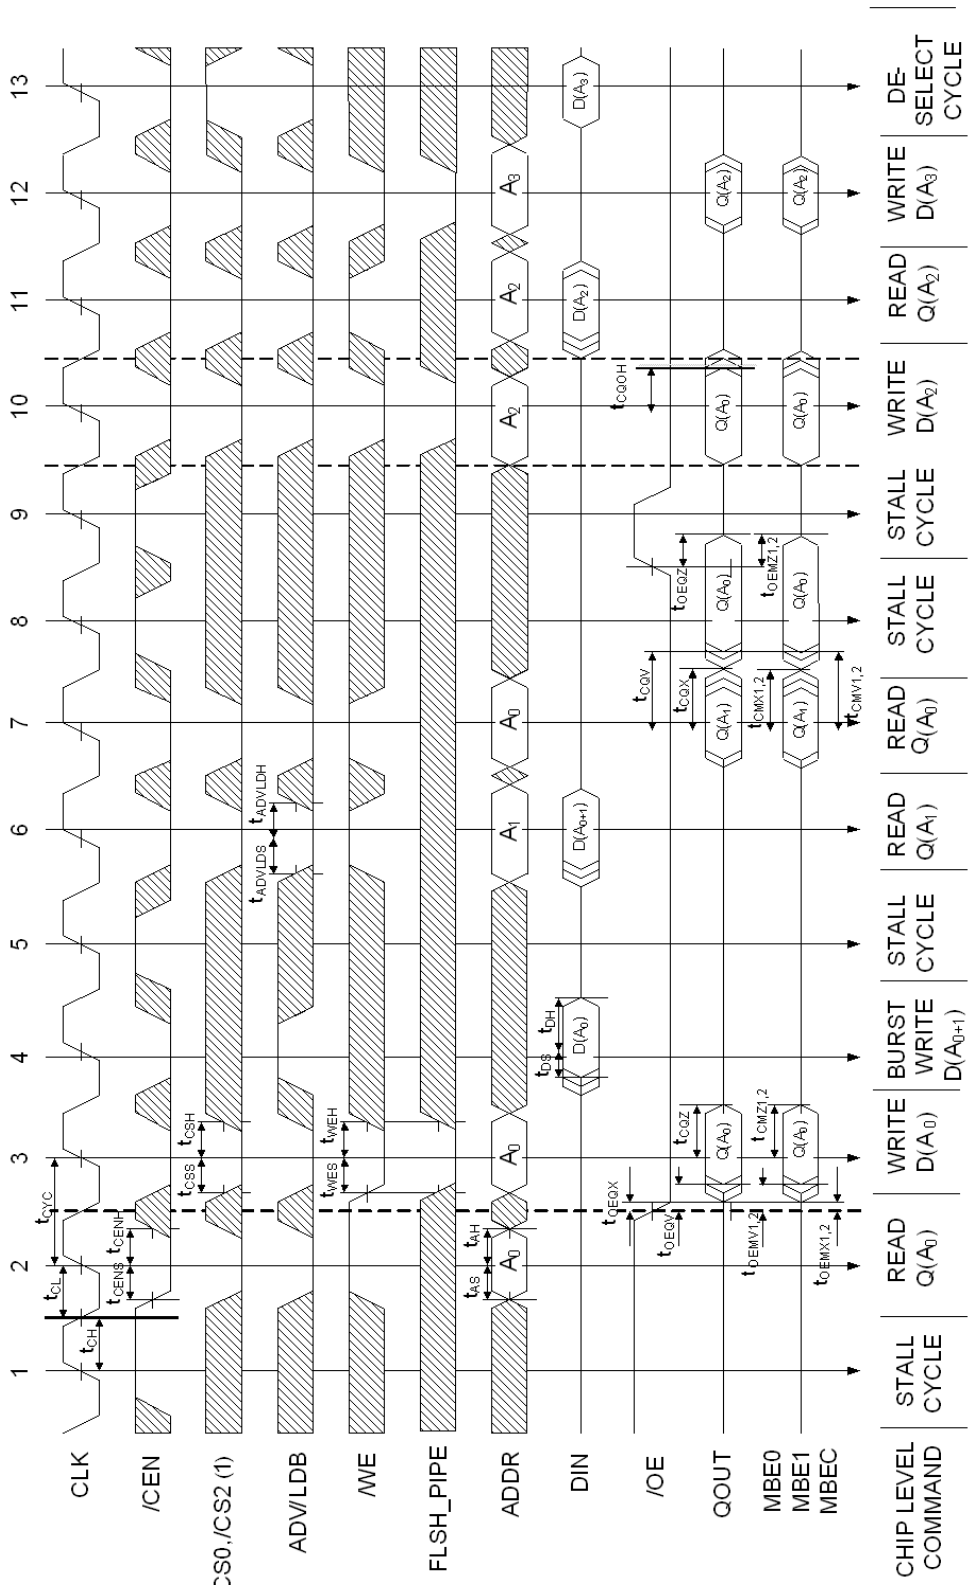 1 2 3 4 5 6 7 8 9 10 11 12 13
CLK
tCH
tCL
tCYC
/CEN
tCENS
tCENH
CS0,/CS2 (1)
tCSS
tCSH
ADV/LDB
tADVLDS
tADVLDH
/WE
tWES
tWEH
FLSH_PIPE
ADDR
tAS
tAH
A0 A0 A1 A0 A2 A2 A3
DIN
tDS
tDH
D(A0) D(A0+1) D(A2) D(A3)
/OE
tOEQX
tOEQV
tCQZ
tCQV
tCQX
tOEQZ
tCQOH
QOUT
Q(A0) Q(A1) Q(A0) Q(A0) Q(A2)
tOEMV1,2
tCMZ1,2
tCMX1,2
tOEMZ1,2
MBE0
MBE1
MBEC
Q(A0) Q(A1) Q(A0) Q(A0) Q(A2)
tOEMX1,2
tCMV1,2
CHIP LEVEL
COMMAND
STALL
CYCLE
READ
Q(A0)
WRITE
D(A0)
BURST
WRITE
D(A0+1)
STALL
CYCLE
READ
Q(A1)
READ
Q(A0)
STALL
CYCLE
STALL
CYCLE
WRITE
D(A2)
READ
Q(A2)
WRITE
D(A3)
DE-
SELECT
CYCLE